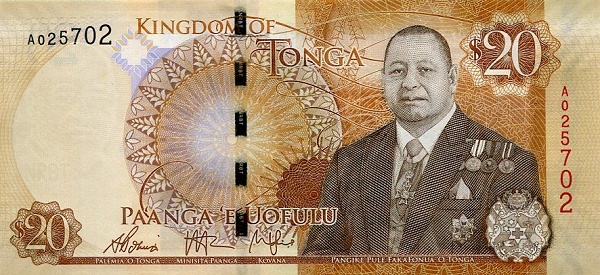 KINGDOM OF
TONGA
A025702
$20
A025702
PA'ANGA 'E UOFULU
$20
PALEMIA O. TONGA
MINISITA PA'ANGA
KOVANA
PANGIKE PULE FAKAFONUA 'O. TONGA